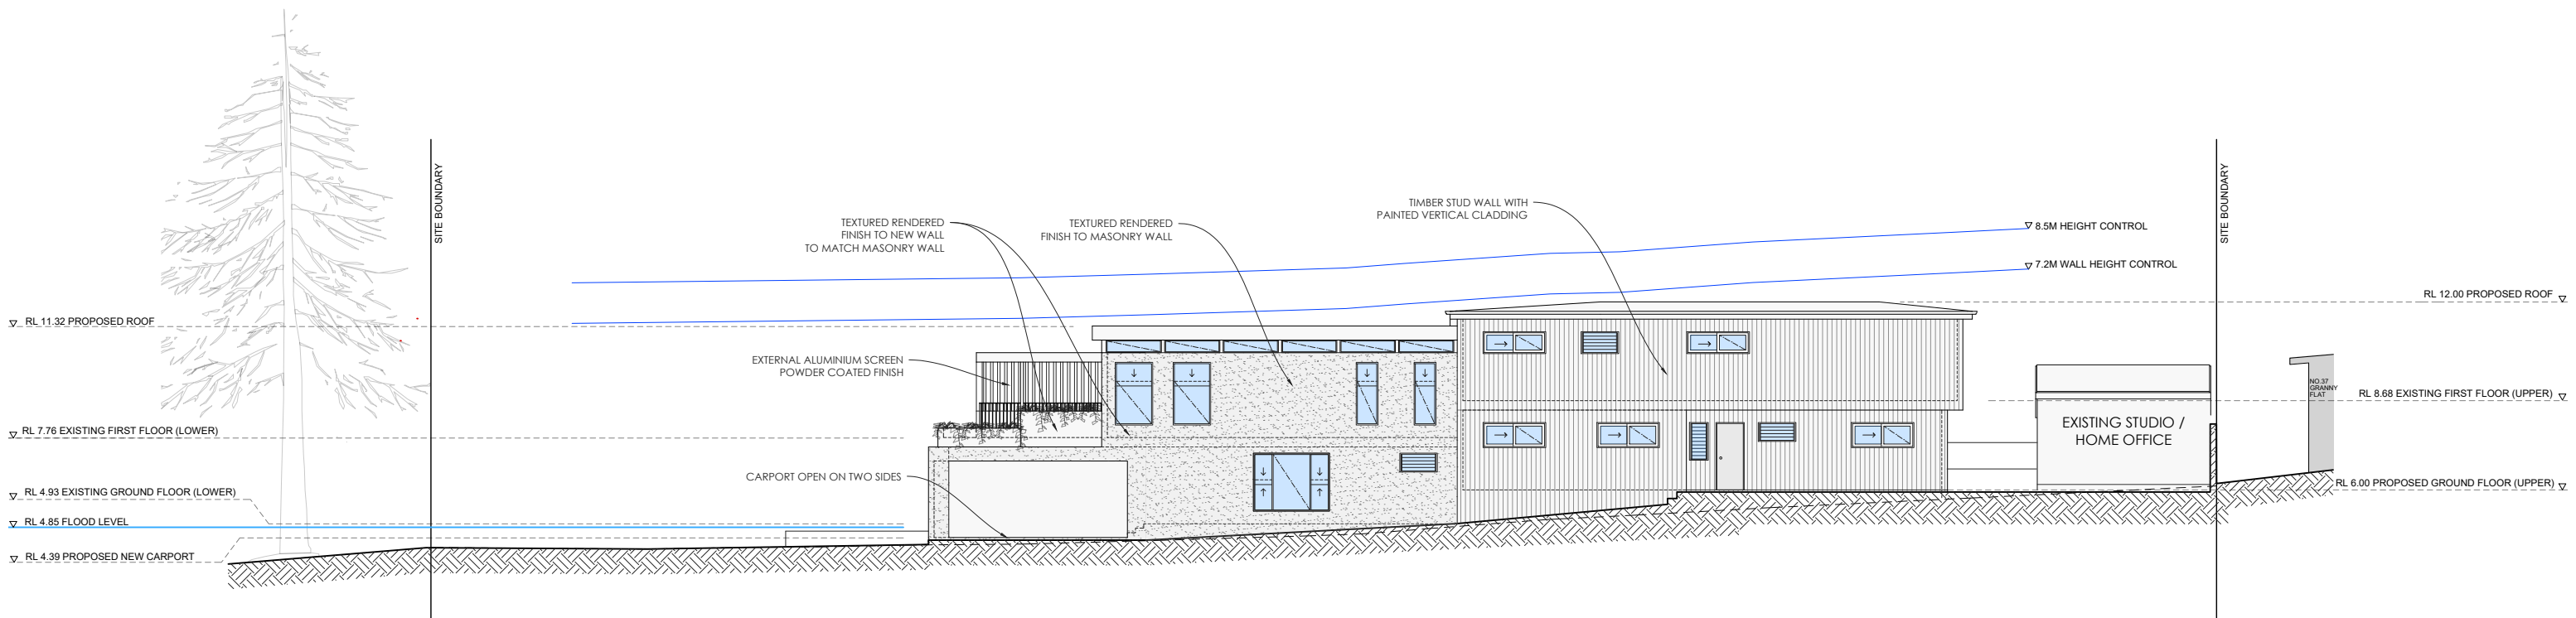 SITE BOUNDARY
TEXTURED RENDERED
FINISH TO NEW WALL
TO MATCH MASONRY WALL
TEXTURED RENDERED
FINISH TO MASONRY WALL
TIMBER STUD WALL WITH
PAINTED VERTICAL CLADDING
8.5M HEIGHT CONTROL
7.2M WALL HEIGHT CONTROL
SITE BOUNDARY
RL 12.00 PROPOSED ROOF
RL 11.32 PROPOSED ROOF
EXTERNAL ALUMINIUM SCREEN
POWDER COATED FINISH
NO.37
GRANNY
FLAT
RL 8.68 EXISTING FIRST FLOOR (UPPER)
RL 7.76 EXISTING FIRST FLOOR (LOWER)
EXISTING STUDIO /
HOME OFFICE
CARPORT OPEN ON TWO SIDES
RL 6.00 PROPOSED GROUND FLOOR (UPPER)
RL 4.93 EXISTING GROUND FLOOR (LOWER)
RL 4.85 FLOOD LEVEL
RL 4.39 PROPOSED NEW CARPORT